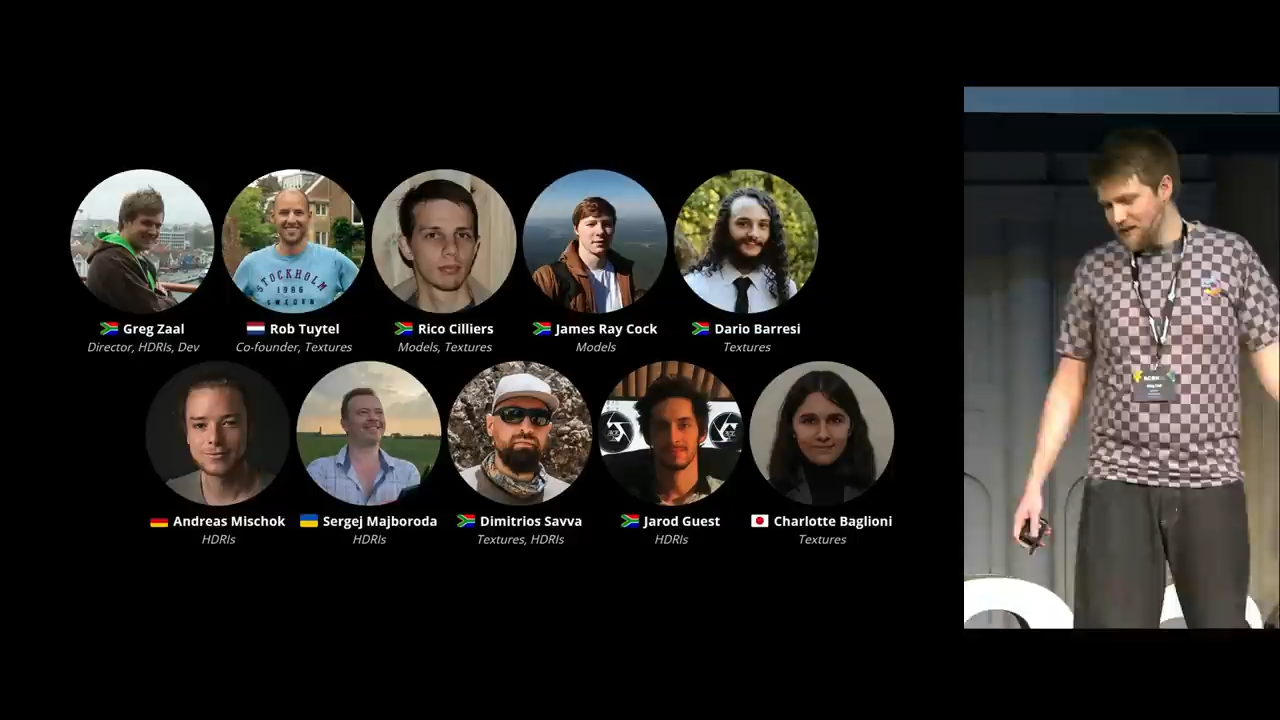 STOCKHOLM
1986
SWEDEN
Greg Zaal
Director, HDRIs, Dev
Rob Tuytel
Co-founder, Textures
Rico Cilliers
Models, Textures
James Ray Cock
Models
Dario Barresi
Textures
Andreas Mischok
HDRIs
Sergej Majboroda
HDRIs
Dimitrios Savva
Textures, HDRIs
Jarod Guest
HDRIs
Charlotte Baglioni
Textures